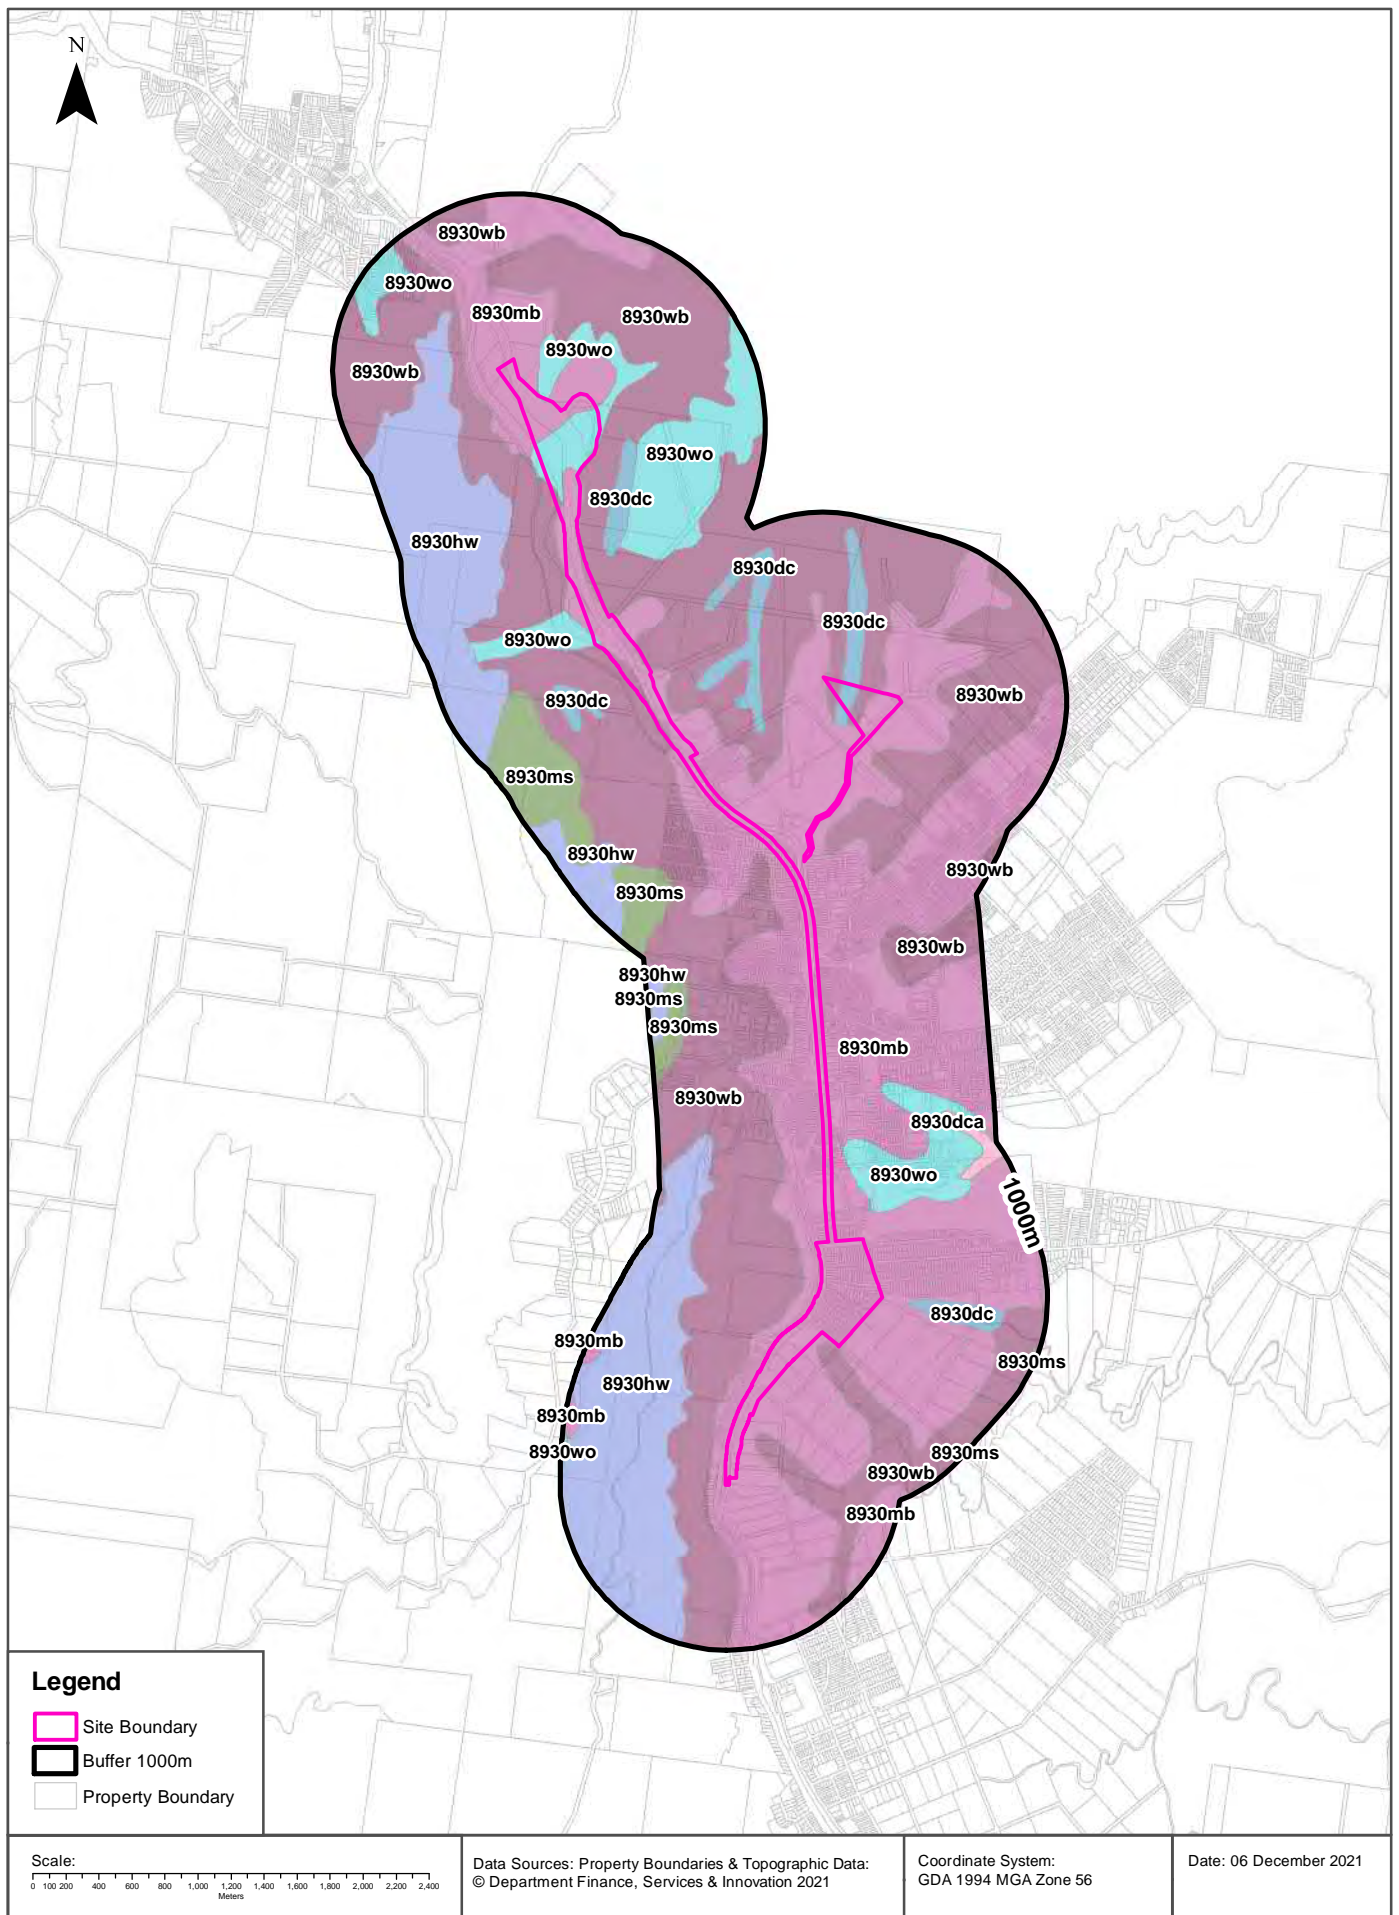 N
8930wb
8930wo
8930mb
8930wb
8930wo
8930wb
8930wo
8930dc
8930hw
8930dc
8930dc
8930wo
8930wb
8930dc
8930ms
8930hw
8930wb
8930ms
8930wb
8930hw
8930ms
8930ms
8930mb
8930wb
8930dca
8930wo
1000m
8930dc
8930mb
8930ms
8930hw
8930mb
8930wo
8930ms
8930wb
8930mb
Legend
Site Boundary
Buffer 1000m
Property Boundary
Scale:
0 100 200 400 600 800 1,000 1,200 1,400 1,600 1,800 2,000 2,200 2,400
Meters
Data Sources: Property Boundaries & Topographic Data:
© Department Finance, Services & Innovation 2021
Coordinate System:
GDA 1994 MGA Zone 56
Date: 06 December 2021